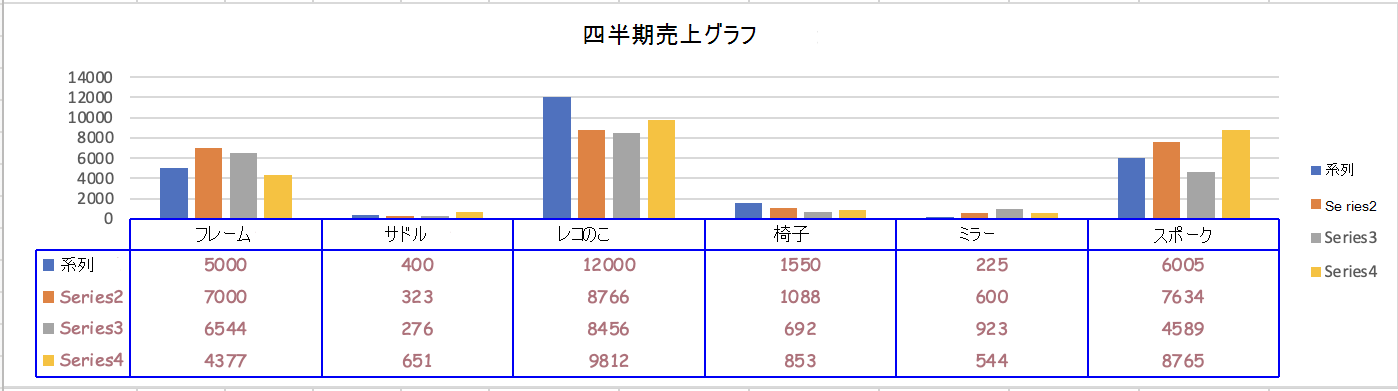 四半期売上グラフ
14000
12000
10000
8000
6000
4000
2000
0
フレーム サドル レコのこ 椅子 ミラー スポーク
系列 5000 400 12000 1550 225 6005
Series2 7000 323 8766 1088 600 7634
Series3 6544 276 8456 692 923 4589
Series4 4377 651 9812 853 544 8765
系列
Se ries2
Series3
Series4